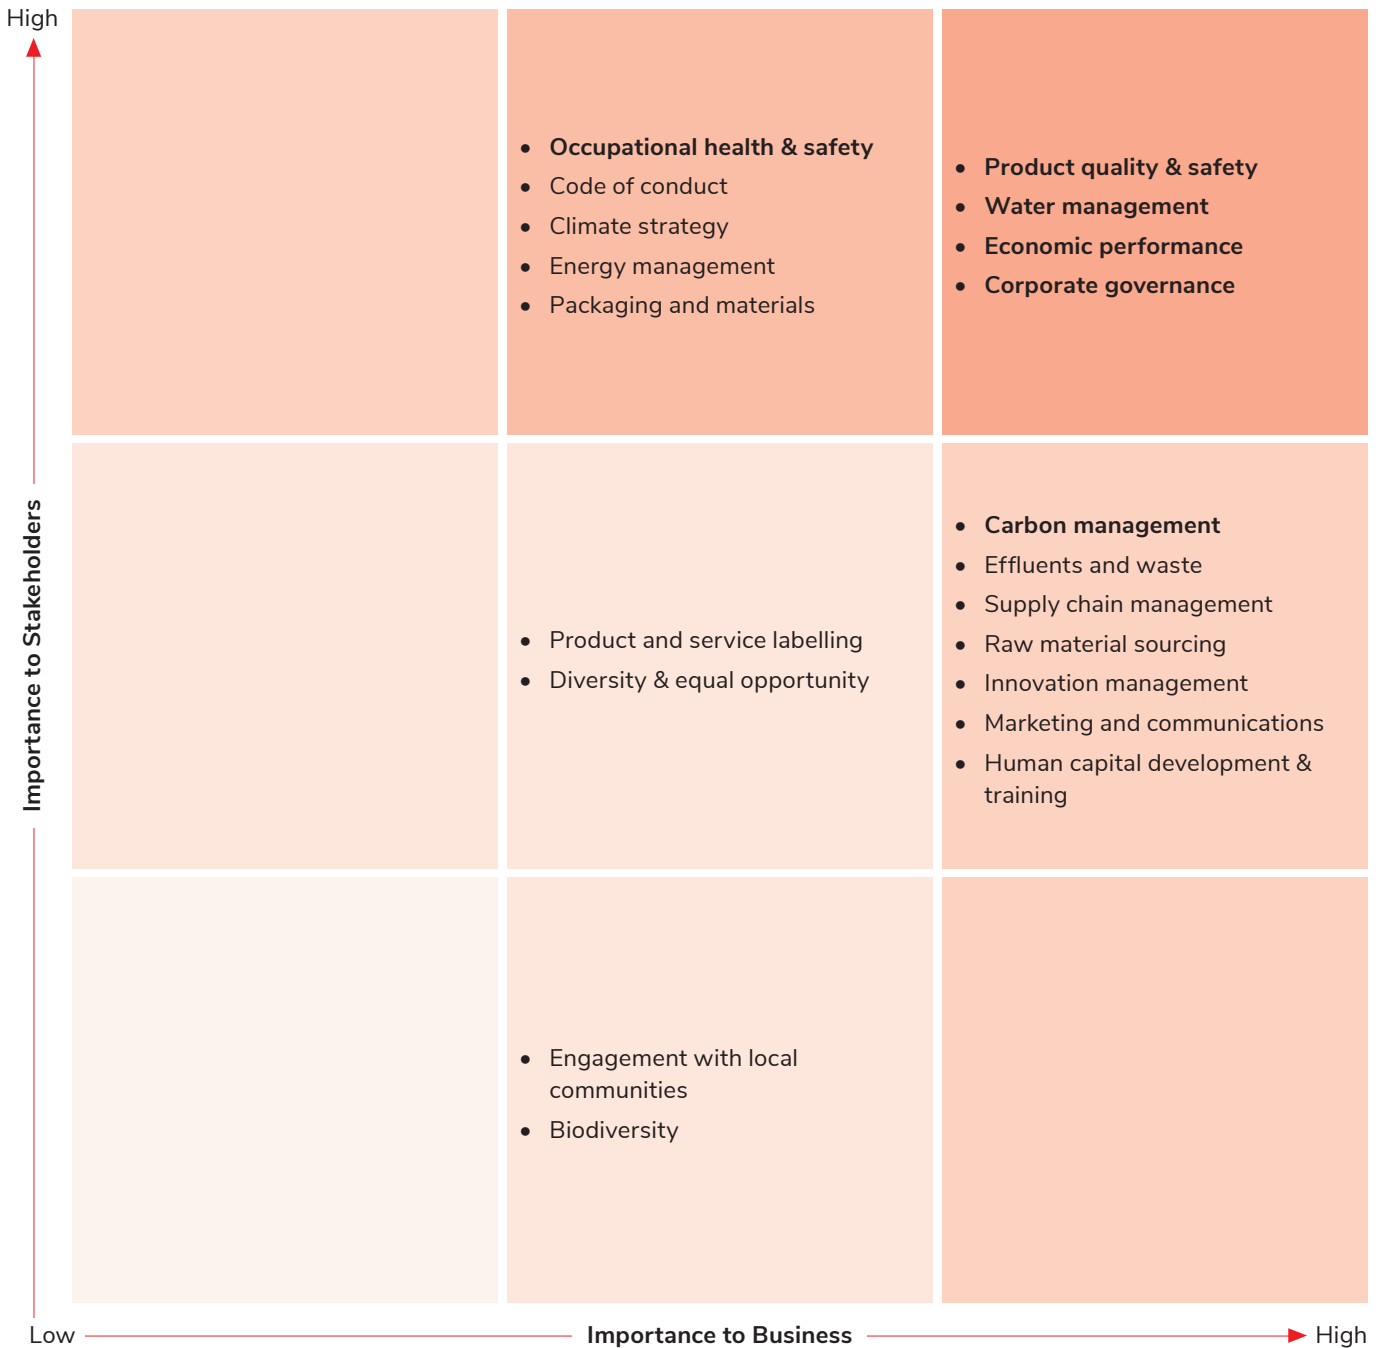 High
• Occupational health & safety
• Code of conduct
• Climate strategy
• Energy management
• Packaging and materials
• Product quality & safety
• Water management
• Economic performance
• Corporate governance
Importance to Stakeholders
• Product and service labelling
• Diversity & equal opportunity
• Carbon management
• Effluents and waste
• Supply chain management
• Raw material sourcing
• Innovation management
• Marketing and communications
• Human capital development &
training
• Engagement with local
communities
• Biodiversity
Low
Importance to Business
High